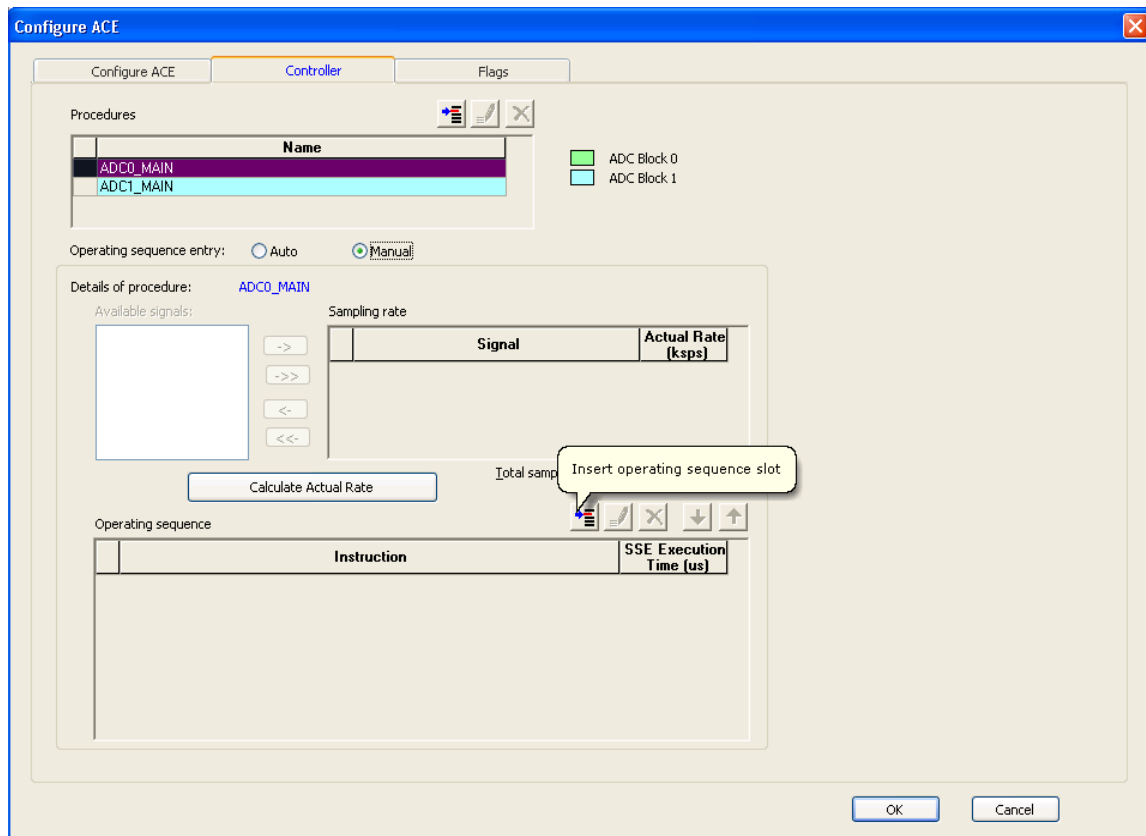 Configure ACE
Configure ACE
Controller
Flags
Procedures
Name
ADC0_MAIN
ADC1_MAIN
ADC Block 0
ADC Block 1
Operating sequence entry:
Auto
Manual
Details of procedure:
ADC0_MAIN
Available signals:
Sampling rate
Signal
Actual Rate
(ksps)
->
->>
<-
<<-
Calculate Actual Rate
Total samp
Insert operating sequence slot
Operating sequence
Instruction
SSE Execution
Time (us)
OK
Cancel